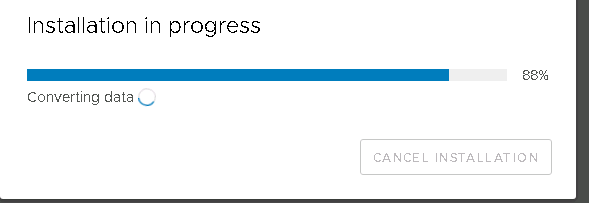 Installation in progress
88%
Converting data
CANCEL INSTALLATION